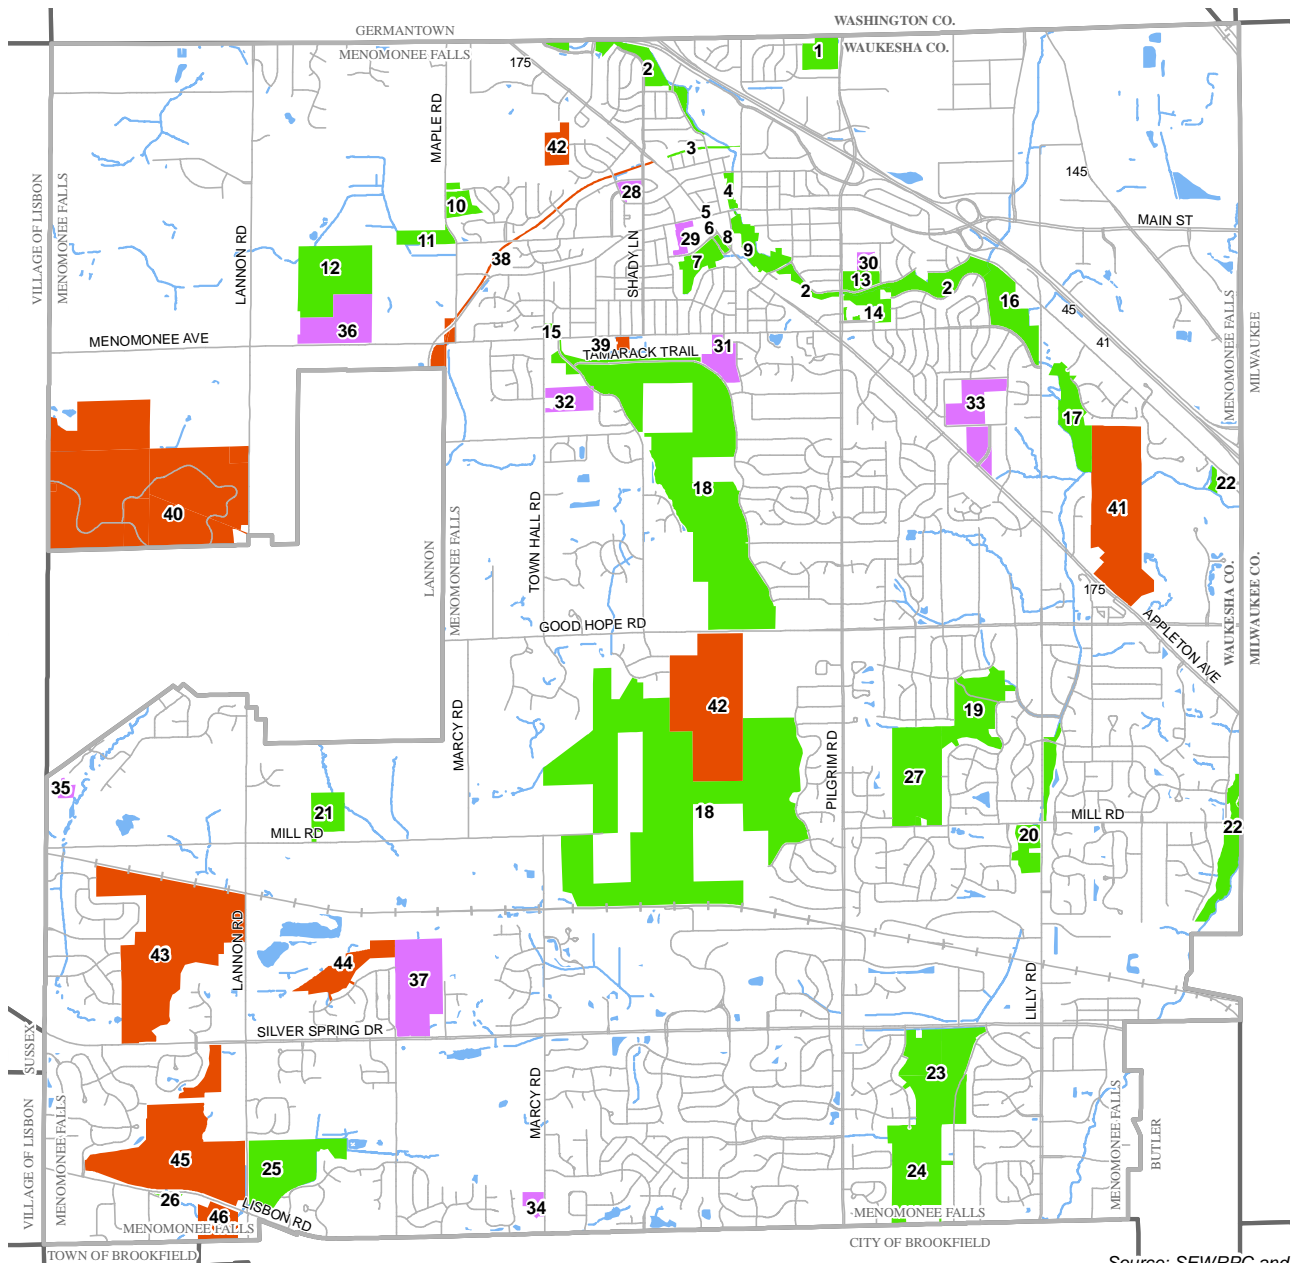 WASHINGTON CO.
GERMANTOWN
WAUKESHA CO.
MENOMONEE FALLS
1
175
2
145
MAPLE RD
42
3
28
4
VILLAGE OF LISBON
MENOMONEE FALLS
10
5
MAIN ST
6
LANNON RD
11
29
8
9
SHADY LN
38
7
12
30
13
2
2
16
14
45
36
15
MENOMONEE AVE
39
31
41
TAMARACK TRAIL
MENOMONEE FALLS
MILWAUKEE
32
33
17
18
22
40
41
TOWN HALL RD
LANNON
MENOMONEE FALLS
175
GOOD HOPE RD
APPLETON AVE
WAUKESHA CO.
MILWAUKEE CO.
42
19
MARCY RD
PILGRIM RD
27
35
21
18
MILL RD
MILL RD
20
22
43
LANNON RD
44
37
LILLY RD
SILVER SPRING DR
SUSSEX
23
MARCY RD
VILLAGE OF LISBON
MENOMONEE FALLS
MENOMONEE FALLS
BUTLER
45
25
24
26
34
46
LISBON RD
MENOMONEE FALLS
MENOMONEE FALLS
CITY OF BROOKFIELD
TOWN OF BROOKFIELD
Source: SEWRPC and